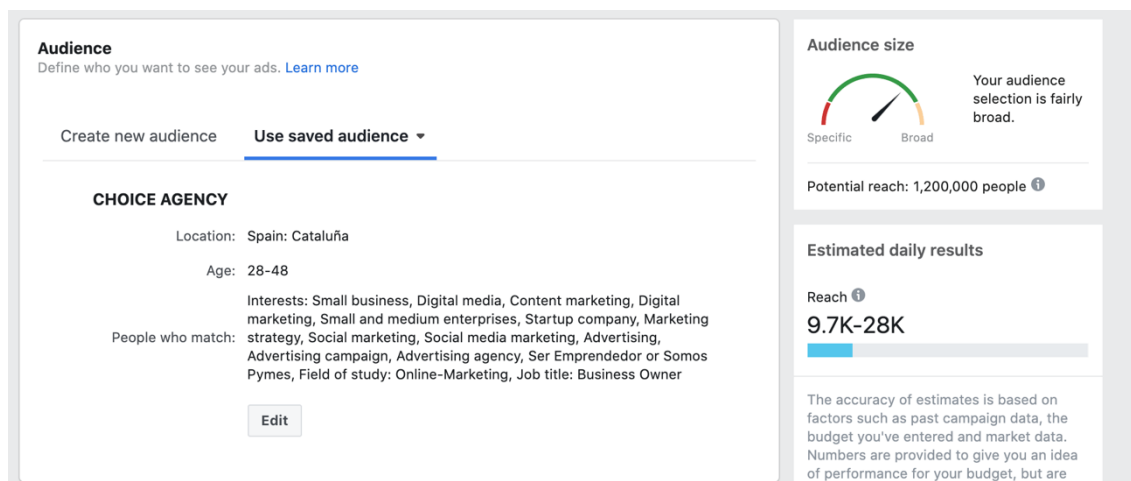 Audience
Define who you want to see your ads. Learn more
Create new audience
Use saved audience
CHOICE AGENCY
Location: Spain: Cataluña
Age: 28-48
People who match:
Interests: Small business, Digital media, Content marketing, Digital
marketing, Small and medium enterprises, Startup company, Marketing
strategy, Social marketing, Social media marketing, Advertising,
Advertising campaign, Advertising agency, Ser Emprendedor or Somos
Pymes, Field of study: Online-Marketing, Job title: Business Owner
Edit
Audience size
Specific
Broad
Your audience
selection is fairly
broad.
Potential reach: 1,200,000 people
Estimated daily results
Reach
9.7K-28K
The accuracy of estimates is based on
factors such as past campaign data, the
budget you've entered and market data.
Numbers are provided to give you an idea
of performance for your budget, but are